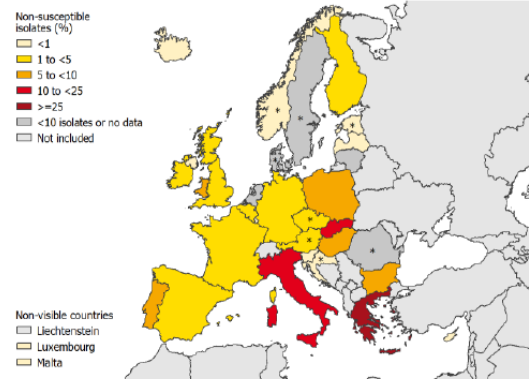 Non-susceptible
isolates (%)
<1
1 to <5
5 to <10
10 to <25
>=25
<10 isolates or no data
Not included
Non-visible countries
Liechtenstein
Luxembourg
Malta